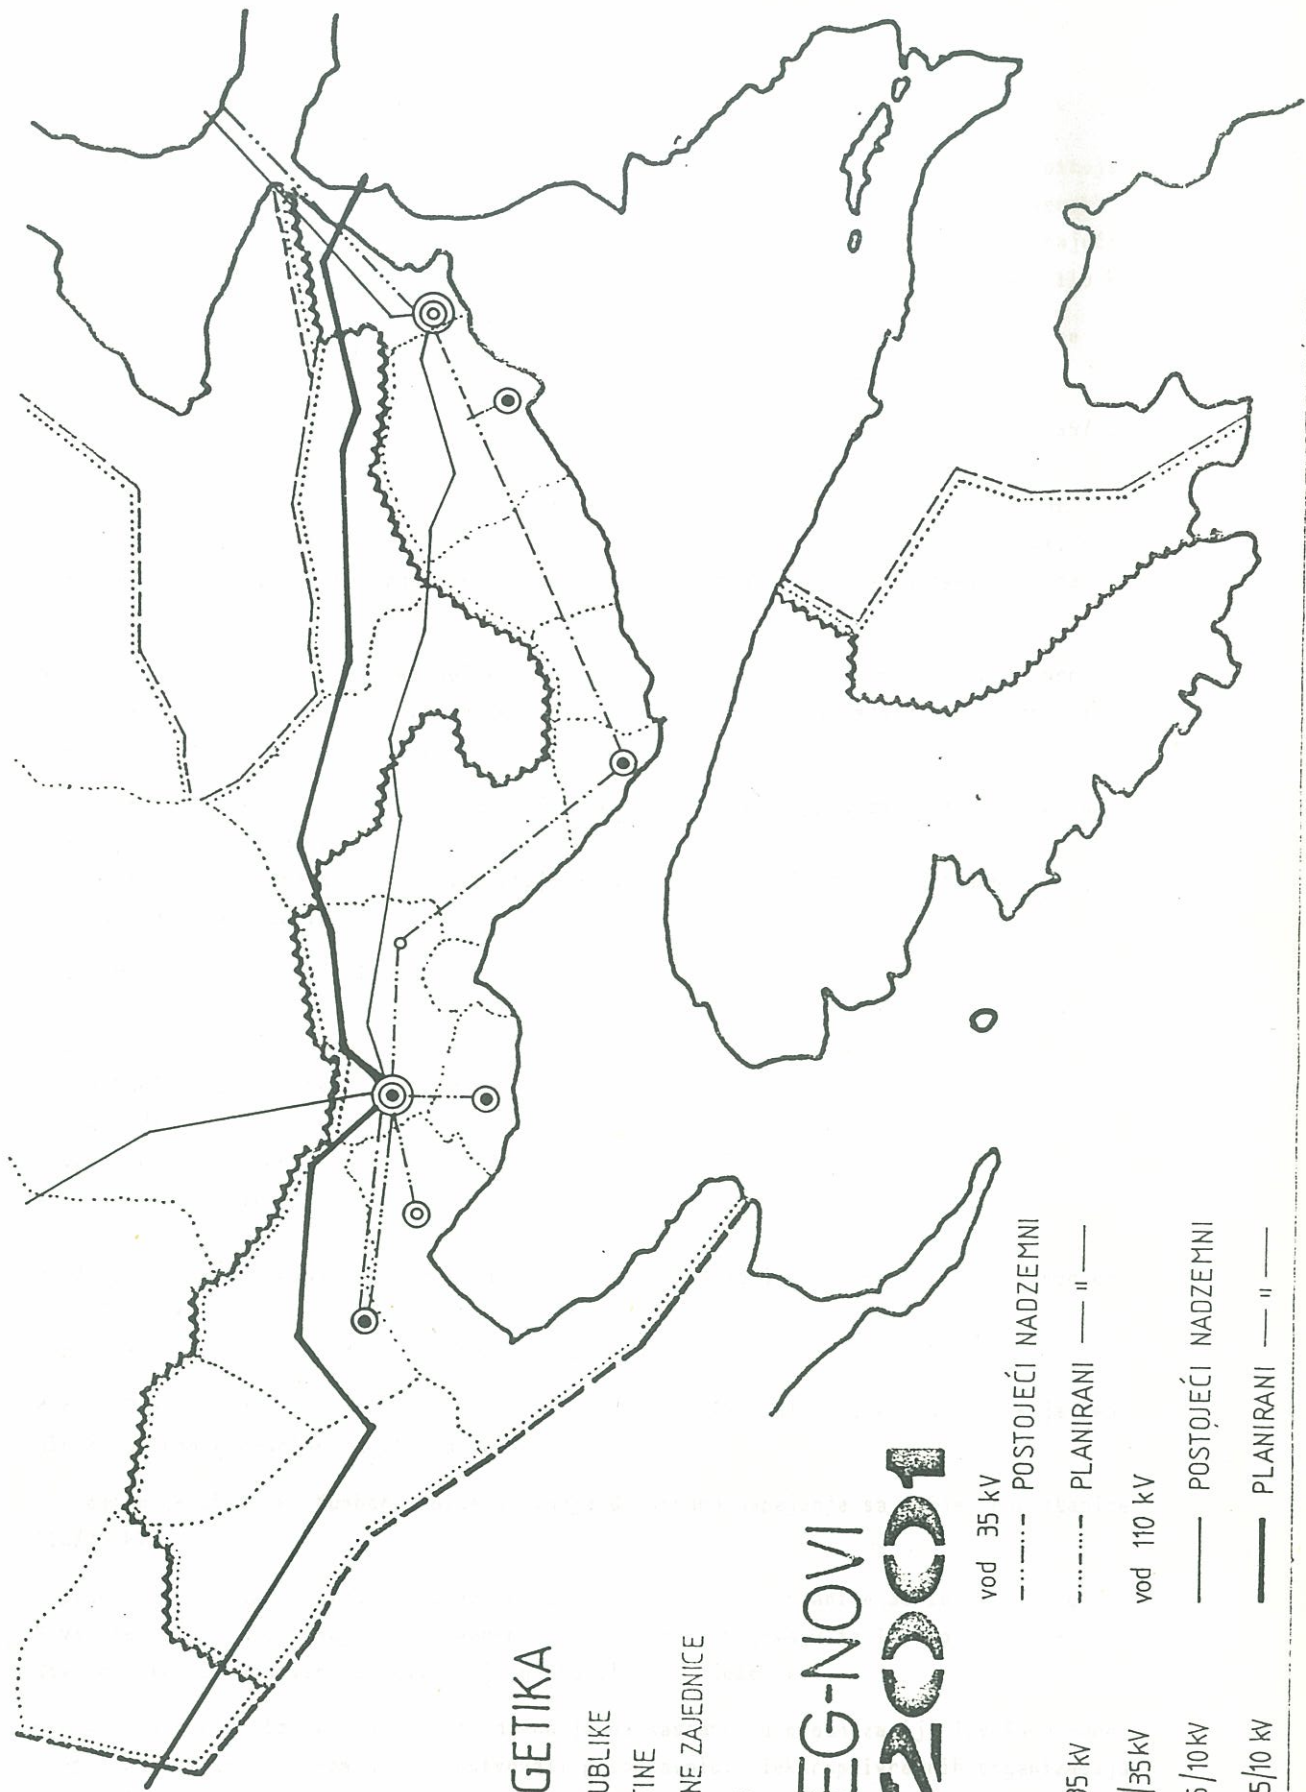 GETIKA
UBLIKE
TINE
NE ZAJEDNICE
EG-NOVI
2001
vod 35 kV
POSTOJEĆI NADZEMNI
PLANIRANI — " —
vod 110 kV
POSTOJEĆI NADZEMNI
PLANIRANI — " —
35 kV
/35 kV
/10 kV
5/10 kV